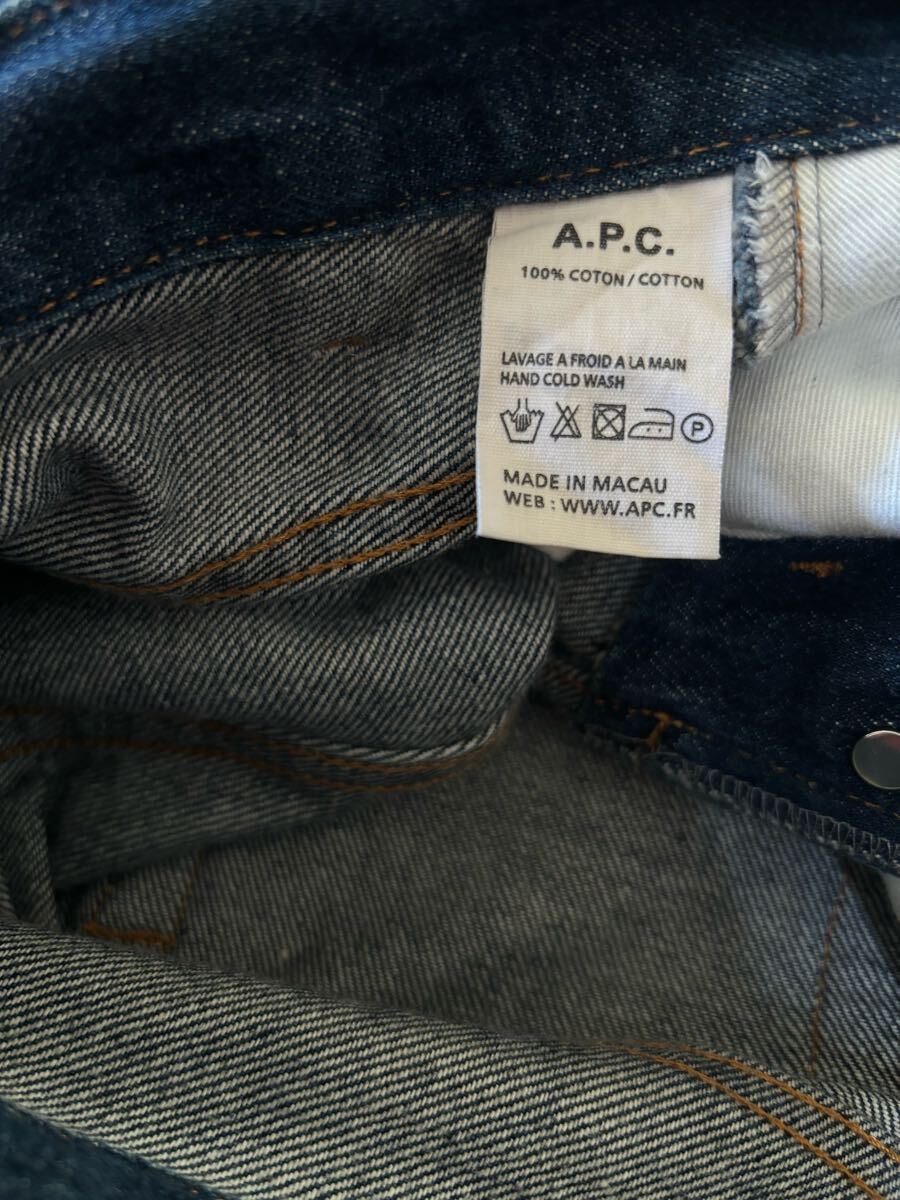 A.P.C.
100% COTON / COTTON
LAVAGE A FROID A LA MAIN
HAND COLD WASH
P
MADE IN MACAU
WEB : WWW.APC.FR